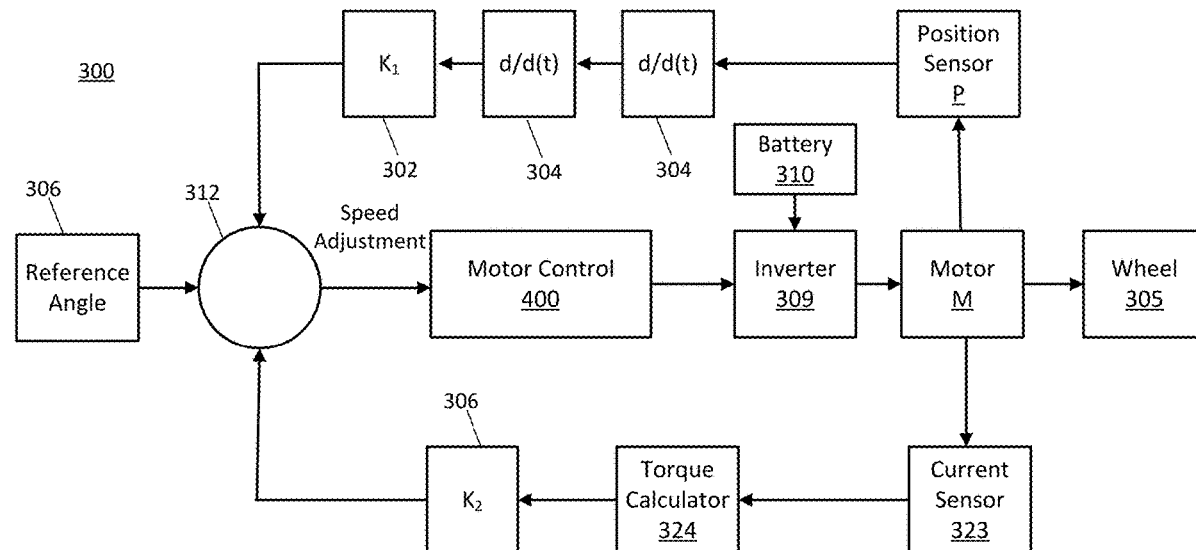 300
K₁
d/d(t)
d/d(t)
Position
Sensor
P
302
304
304
Battery
310
306
312
Speed
Adjustment
Reference
Angle
Motor Control
400
Inverter
309
Motor
M
Wheel
305
306
K₂
Torque
Calculator
324
Current
Sensor
323